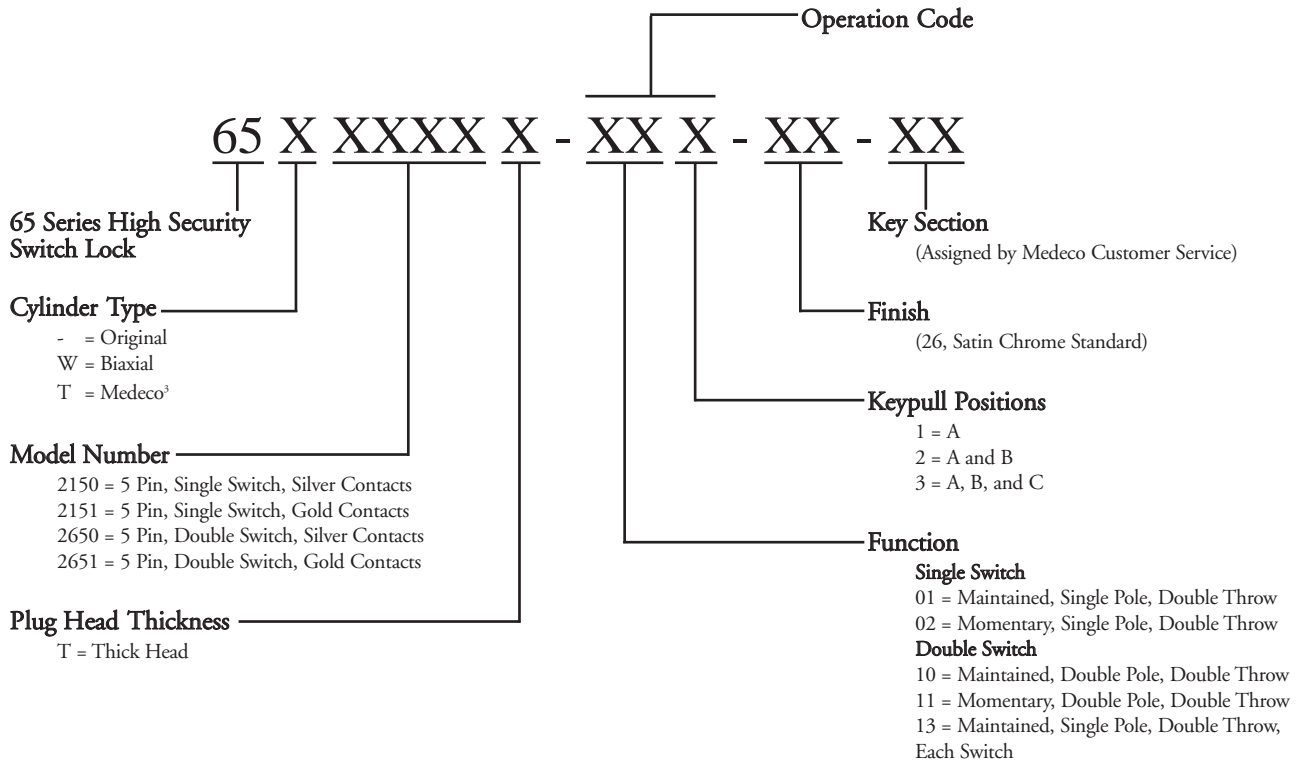 Operation Code
65 X XXXX X - XX X - XX - XX
65 Series High Security
Switch Lock
Cylinder Type
- = Original
W = Biaxial
T = Medeco³
Model Number
2150 = 5 Pin, Single Switch, Silver Contacts
2151 = 5 Pin, Single Switch, Gold Contacts
2650 = 5 Pin, Double Switch, Silver Contacts
2651 = 5 Pin, Double Switch, Gold Contacts
Plug Head Thickness
T = Thick Head
Key Section
(Assigned by Medeco Customer Service)
Finish
(26, Satin Chrome Standard)
Keypull Positions
1 = A
2 = A and B
3 = A, B, and C
Function
Single Switch
01 = Maintained, Single Pole, Double Throw
02 = Momentary, Single Pole, Double Throw
Double Switch
10 = Maintained, Double Pole, Double Throw
11 = Momentary, Double Pole, Double Throw
13 = Maintained, Single Pole, Double Throw,
Each Switch